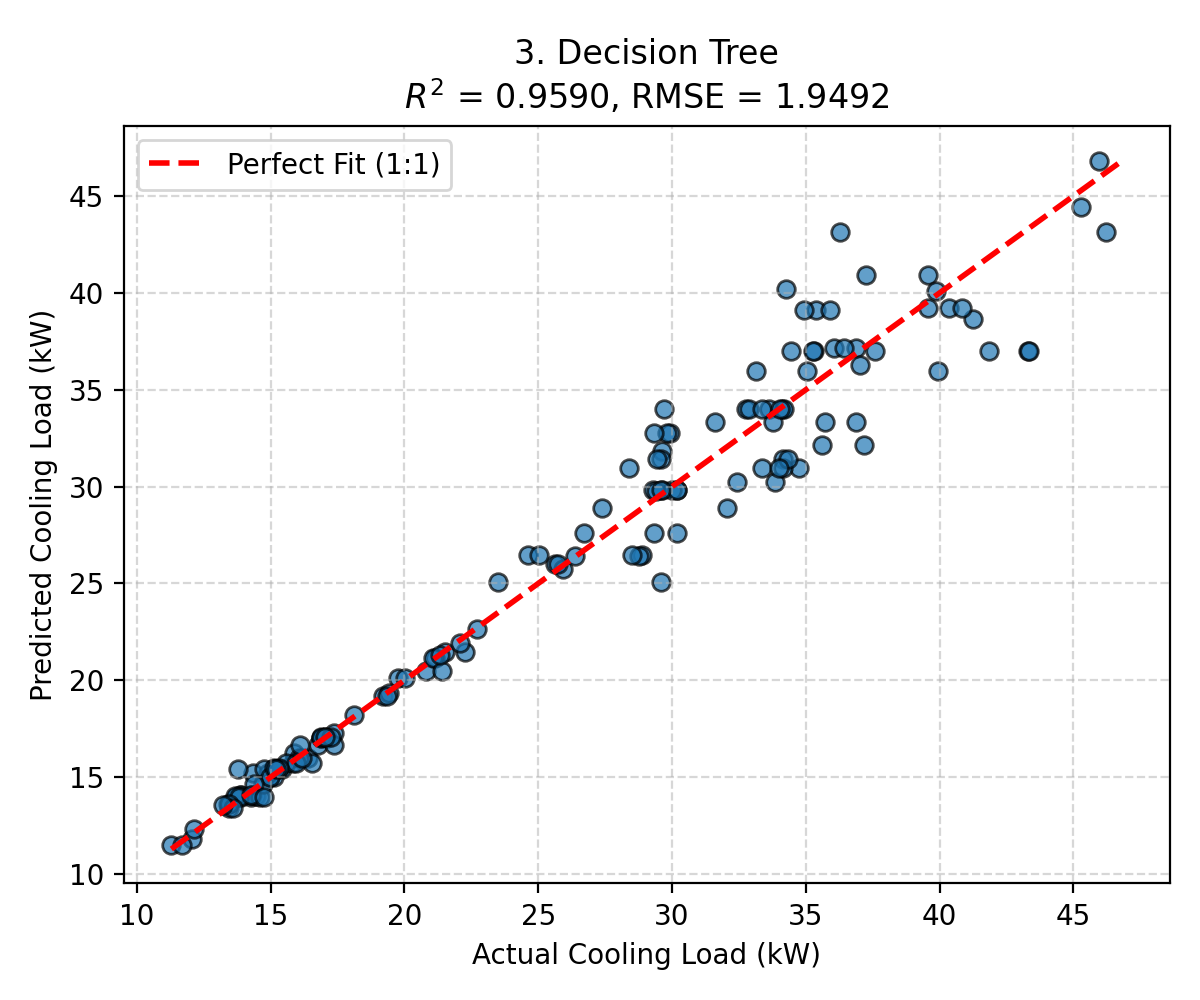 3. Decision Tree
R² = 0.9590, RMSE = 1.9492
Perfect Fit (1:1)
45
40
35
30
25
20
15
10
Predicted Cooling Load (kW)
10 15 20 25 30 35 40 45
Actual Cooling Load (kW)